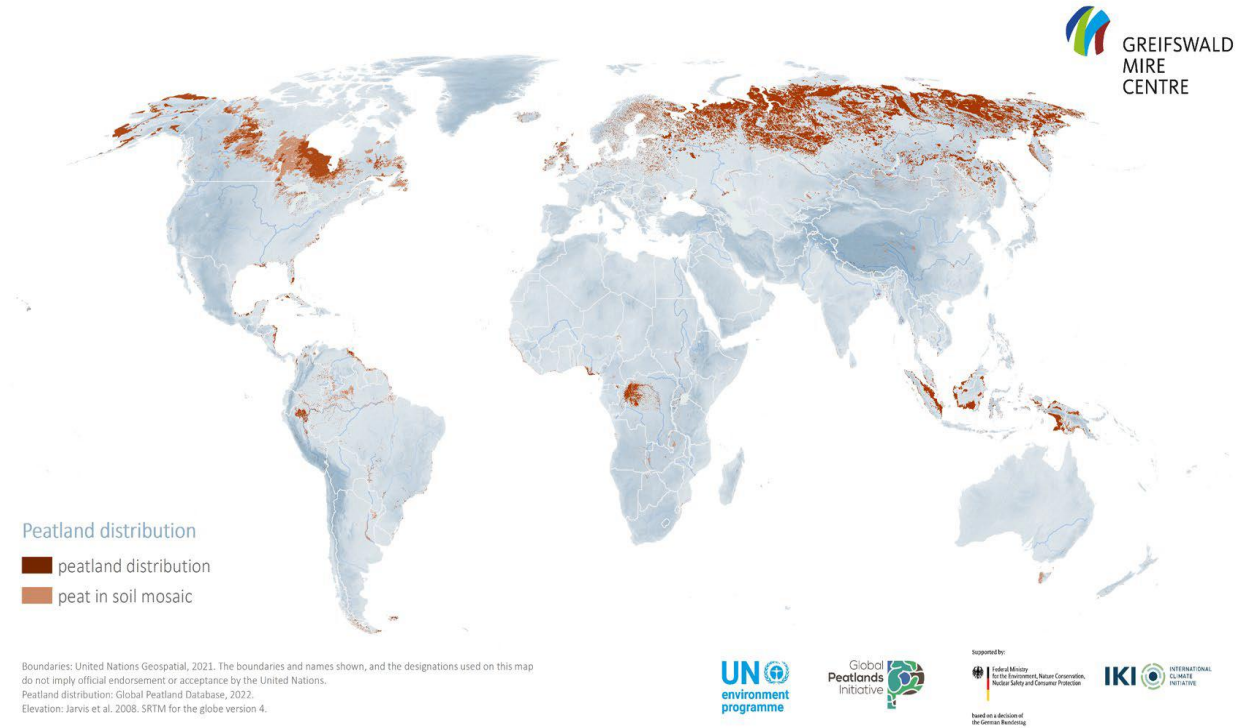 GREIFSWALD
MIRE
CENTRE
Peatland distribution
peatland distribution
peat in soil mosaic
Boundaries: United Nations Geospatial, 2021. The boundaries and names shown, and the designations used on this map
do not imply official endorsement or acceptance by the United Nations.
Peatland distribution: Global Peatland Database, 2022.
Elevation: Jarvis et al. 2008. SRTM for the globe version 4.
UN
environment
programme
Global
Peatlands
Initiative
Supported by:
Federal Ministry
for the Environment, Nature Conservation,
Nuclear Safety and Consumer Protection
based on a decision of
the German Bundestag
IKI
INTERNATIONAL
CLIMATE
INITIATIVE